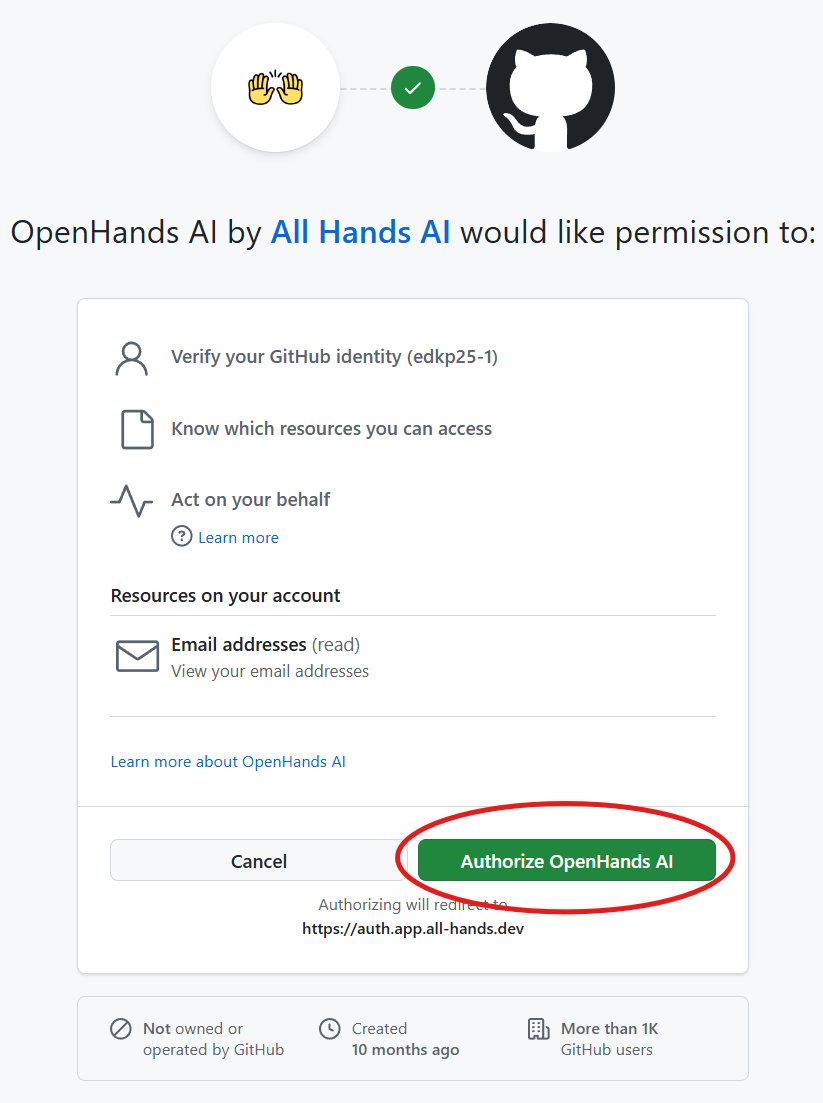 OpenHands AI by All Hands AI would like permission to:
Verify your GitHub identity (edkp25-1)
Know which resources you can access
Act on your behalf
Learn more
Resources on your account
Email addresses (read)
View your email addresses
Learn more about OpenHands AI
Cancel
Authorize OpenHands AI
Authorizing will redirect to
https://auth.app.all-hands.dev
Not owned or
operated by GitHub
Created
10 months ago
More than 1K
GitHub users